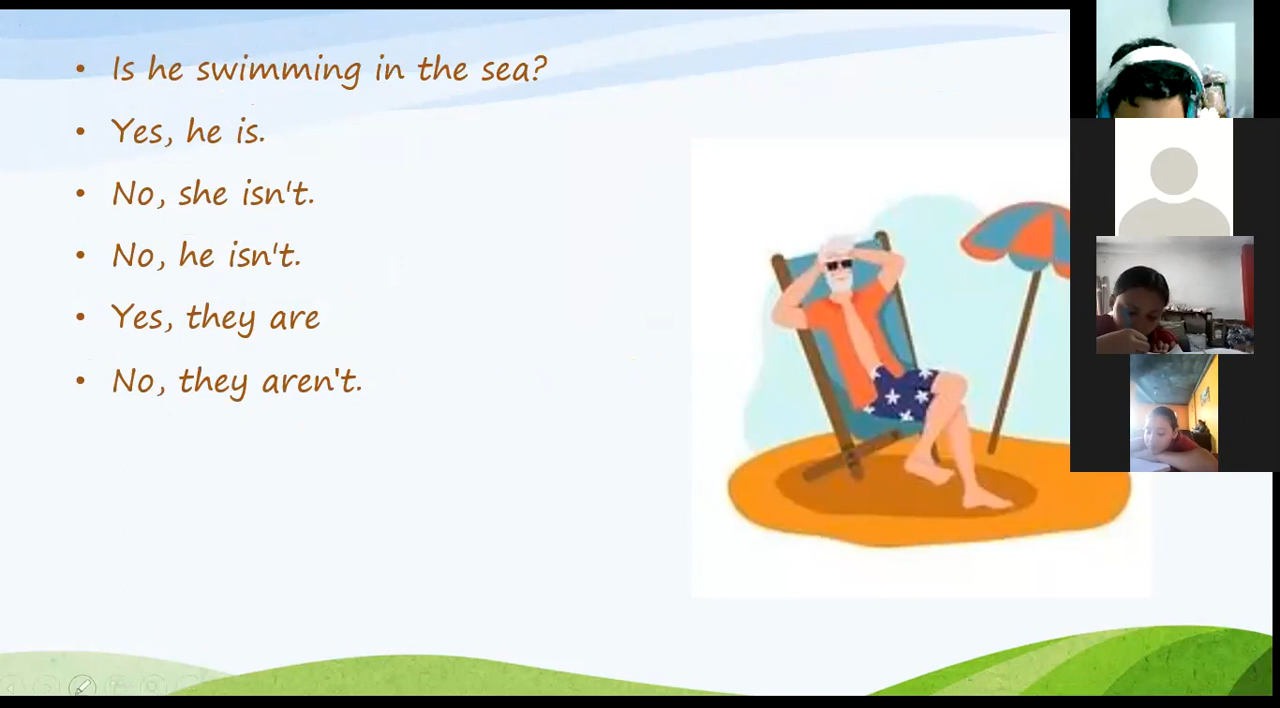 • Is he swimming in the sea?
• Yes, he is.
• No, she isn't.
• No, he isn't.
• Yes, they are
• No, they aren't.